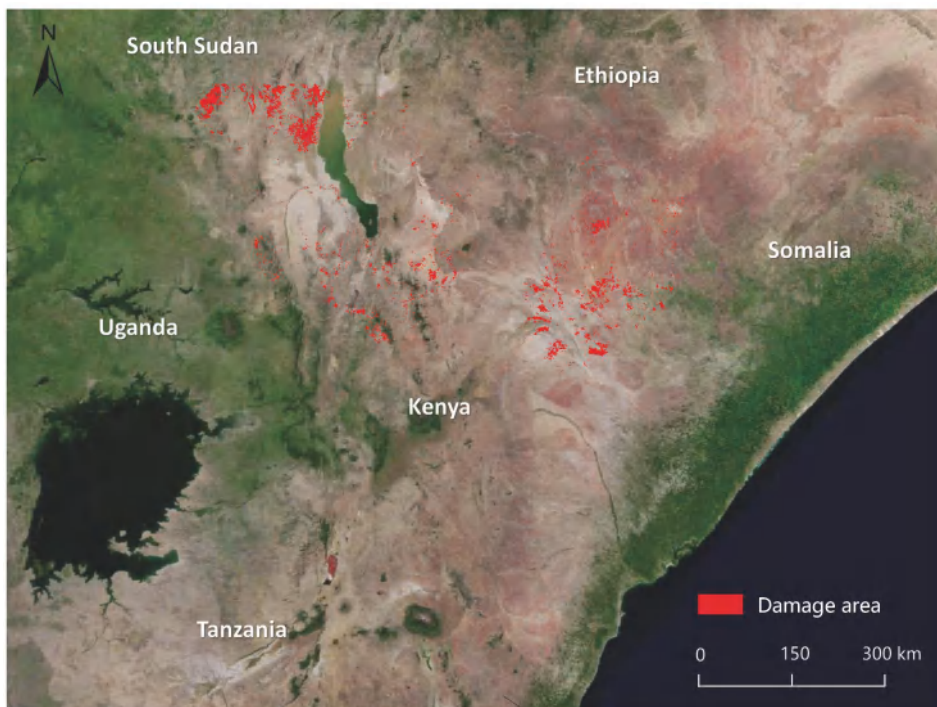 N
South Sudan
Ethiopia
Somalia
Uganda
Kenya
Tanzania
Damage area
0 150 300 km